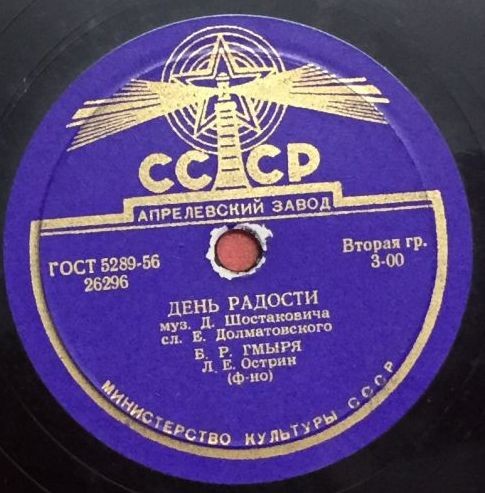 СССР
АПРЕЛЕВСКИЙ ЗАВОД
ГОСТ 5289-56
26296
Вторая гр.
3-00
ДЕНЬ РАДОСТИ
муз. Д. Шостаковича
сл. Е. Долматовского
Б. Р. ГМЫРЯ
Л. Е. Острин
(ф-но)
МИНИСТЕРСТВО КУЛЬТУРЫ СССР